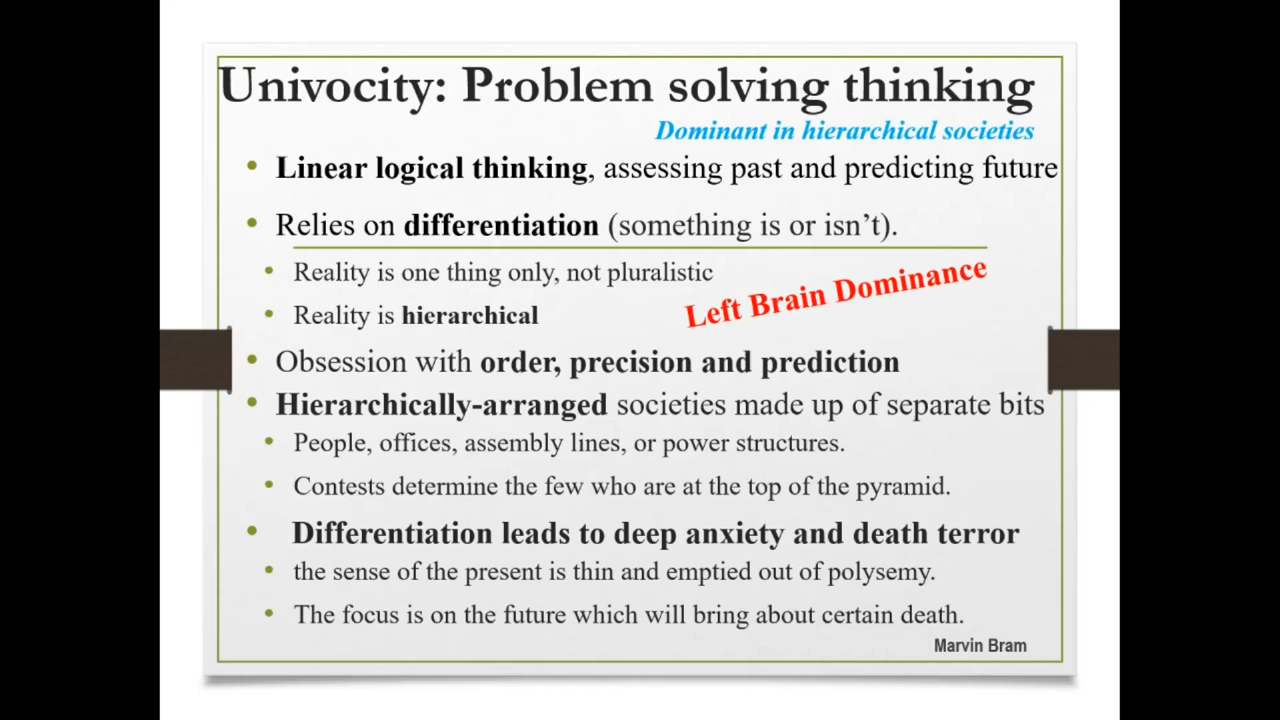 Univocity: Problem solving thinking
Dominant in hierarchical societies
• Linear logical thinking, assessing past and predicting future
• Relies on differentiation (something is or isn’t).
• Reality is one thing only, not pluralistic
Left Brain Dominance
• Reality is hierarchical
• Obsession with order, precision and prediction
• Hierarchically-arranged societies made up of separate bits
• People, offices, assembly lines, or power structures.
• Contests determine the few who are at the top of the pyramid.
• Differentiation leads to deep anxiety and death terror
• the sense of the present is thin and emptied out of polysemy.
• The focus is on the future which will bring about certain death.
Marvin Bram